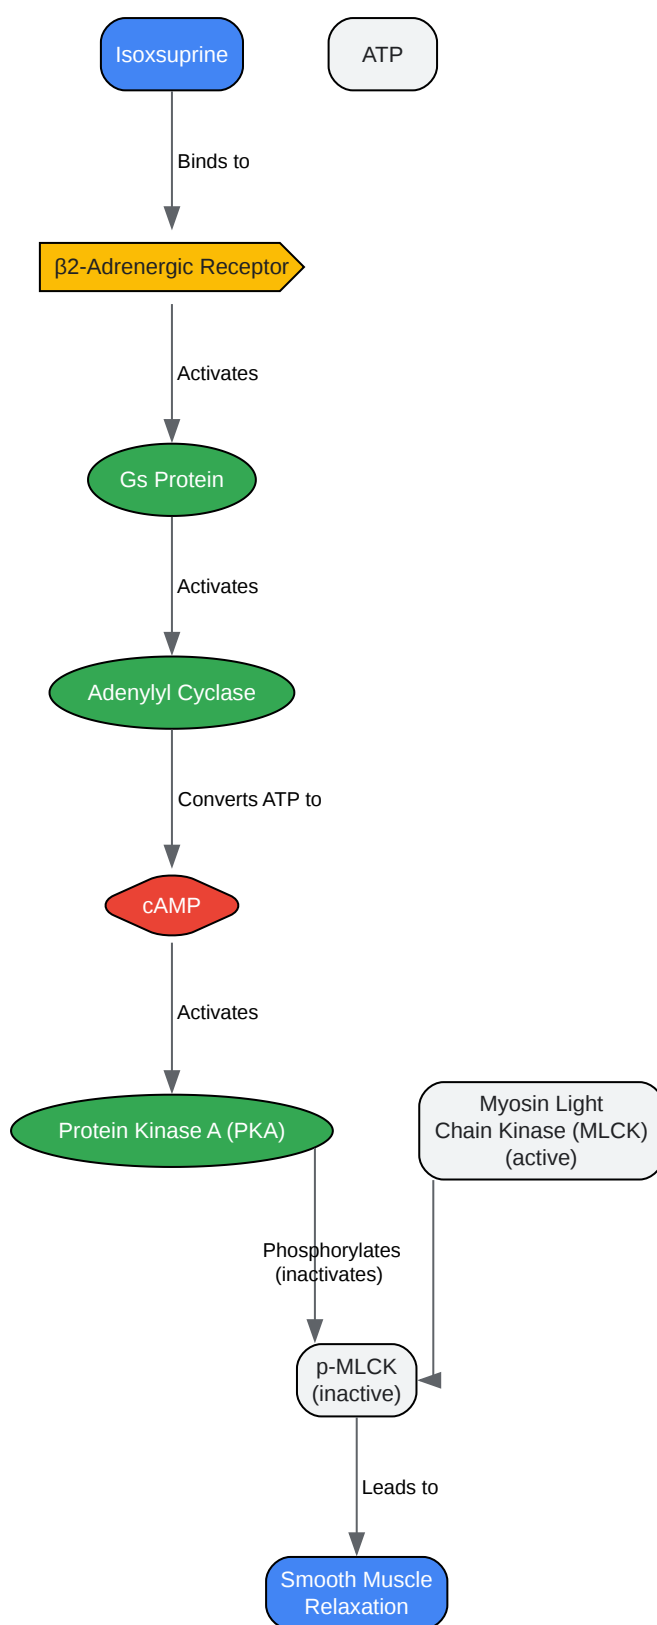 Isoxsuprine
ATP
Binds to
β2-Adrenergic Receptor
Activates
Gs Protein
Activates
Adenylyl Cyclase
Converts ATP to
cAMP
Activates
Protein Kinase A (PKA)
Myosin Light
Chain Kinase (MLCK)
(active)
Phosphorylates
(inactivates)
p-MLCK
(inactive)
Leads to
Smooth Muscle
Relaxation